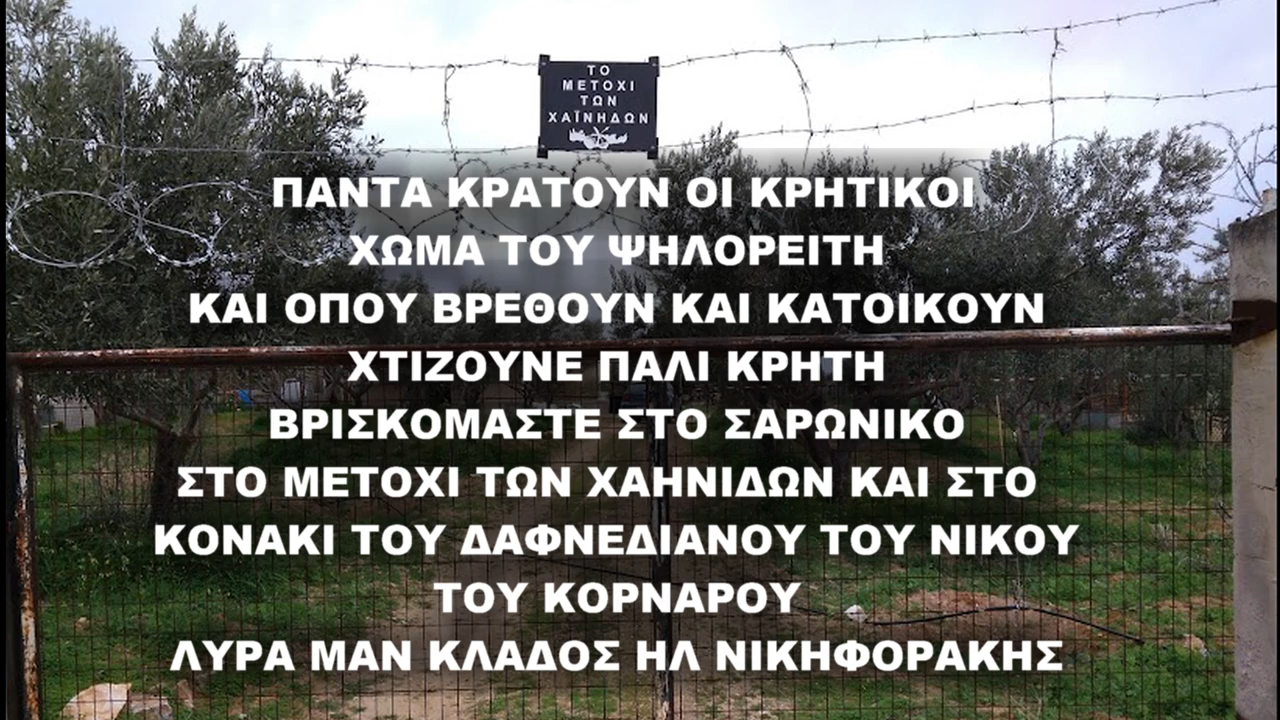 ΤΟ
ΜΕΤΟΧΙ
ΤΩΝ
ΧΑΪΝΗΔΩΝ
ΠΑΝΤΑ ΚΡΑΤΟΥΝ ΟΙ ΚΡΗΤΙΚΟΙ
ΧΩΜΑ ΤΟΥ ΨΗΛΟΡΕΙΤΗ
ΚΑΙ ΟΠΟΥ ΒΡΕΘΟΥΝ ΚΑΙ ΚΑΤΟΙΚΟΥΝ
ΧΤΙΖΟΥΝΕ ΠΑΛΙ ΚΡΗΤΗ
ΒΡΙΣΚΟΜΑΣΤΕ ΣΤΟ ΣΑΡΩΝΙΚΟ
ΣΤΟ ΜΕΤΟΧΙ ΤΩΝ ΧΑΗΝΙΔΩΝ ΚΑΙ ΣΤΟ
ΚΟΝΑΚΙ ΤΟΥ ΔΑΦΝΕΔΙΑΝΟΥ ΤΟΥ ΝΙΚΟΥ
ΤΟΥ ΚΟΡΝΑΡΟΥ
ΛΥΡΑ ΜΑΝ ΚΛΑΔΟΣ ΗΛ ΝΙΚΗΦΟΡΑΚΗΣ